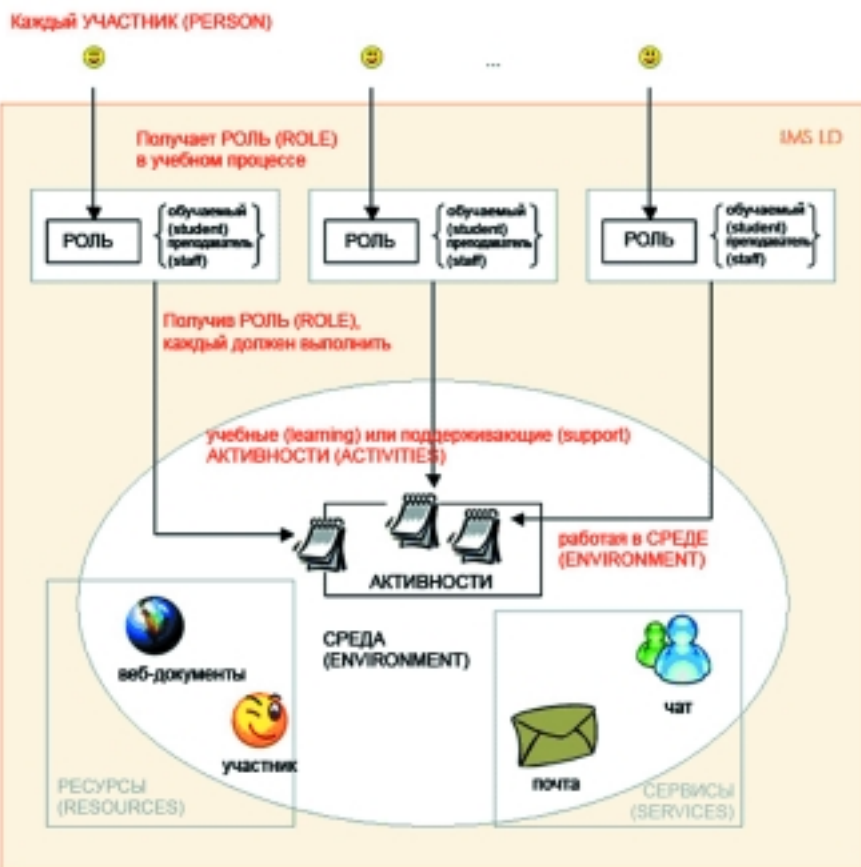 Каждый УЧАСТНИК (PERSON)
...
Получает РОЛЬ (ROLE)
в учебном процессе
IMS LD
РОЛЬ
обучаемый
(student)
преподаватель
(staff)
РОЛЬ
обучаемый
(student)
преподаватель
(staff)
РОЛЬ
обучаемый
(student)
преподаватель
(staff)
Получив РОЛЬ (ROLE),
каждый должен выполнить
учебные (learning) или поддерживающие (support)
АКТИВНОСТИ (ACTIVITIES)
работая в СРЕДЕ
(ENVIRONMENT)
АКТИВНОСТИ
СРЕДА
(ENVIRONMENT)
веб-документы
участник
РЕСУРСЫ
(RESOURCES)
чат
почта
СЕРВИСЫ
(SERVICES)